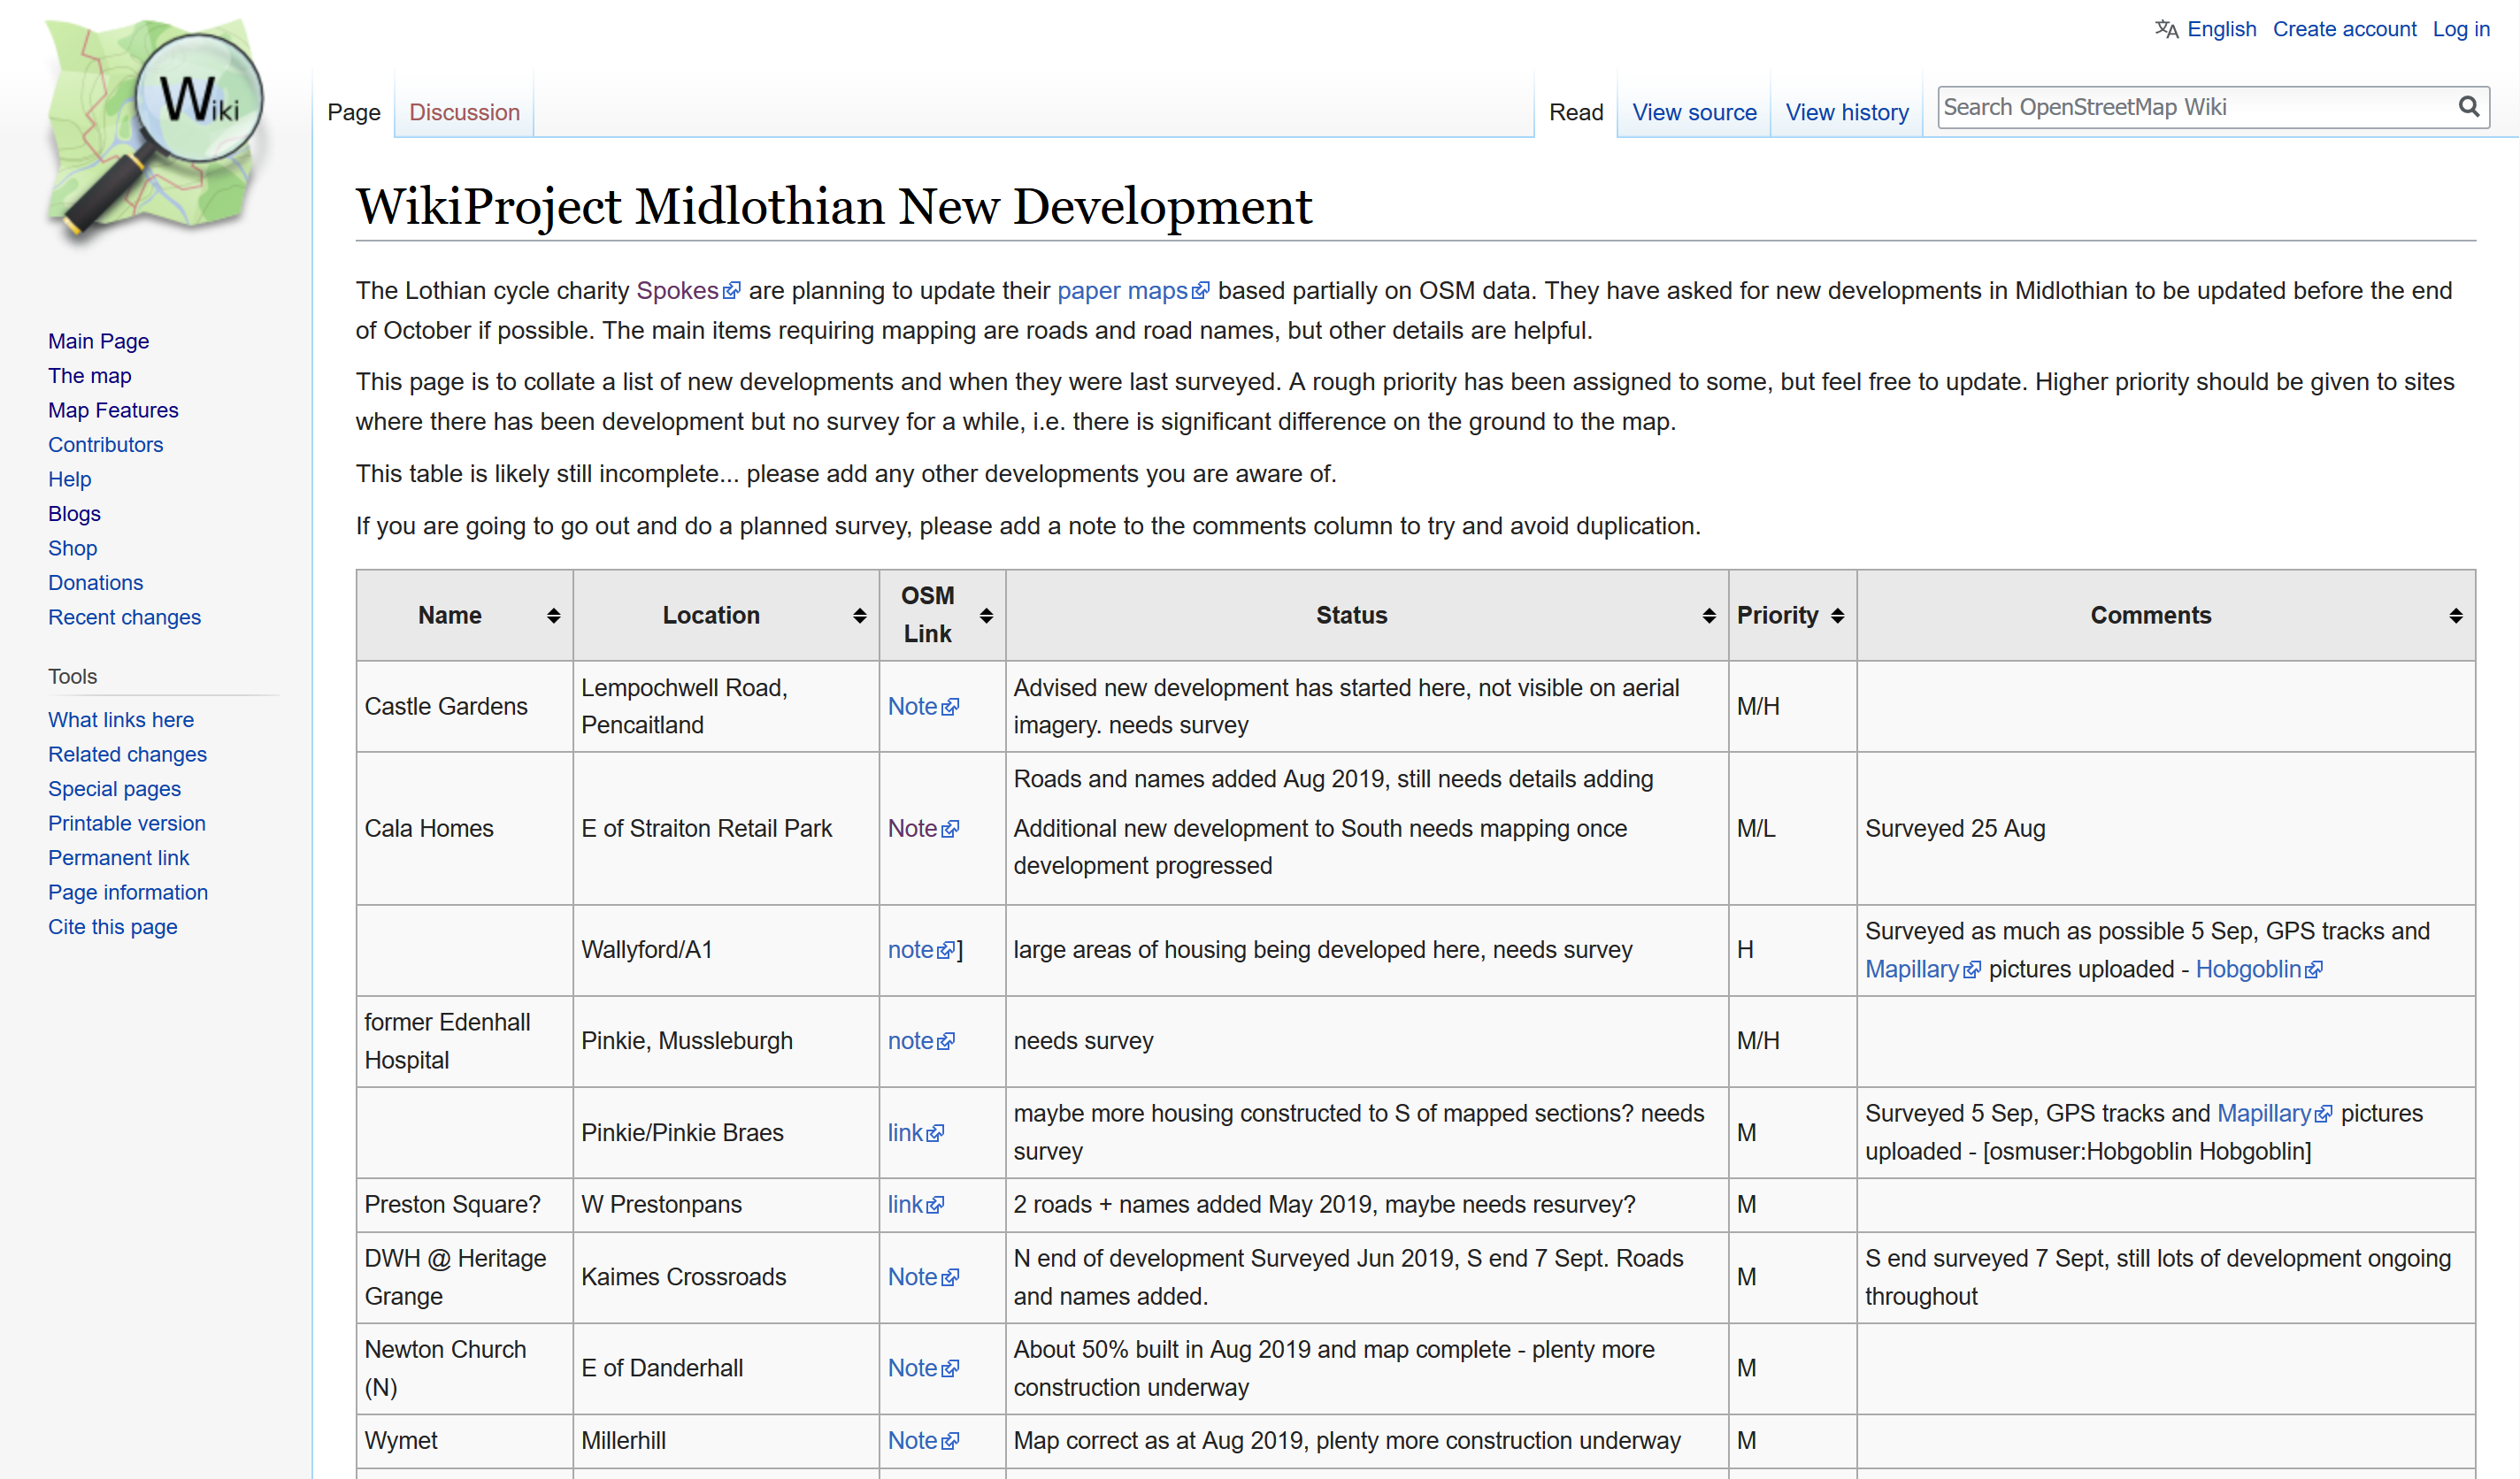 Wiki
English Create account Log in
Page Discussion Read View source View history Search OpenStreetMap Wiki
WikiProject Midlothian New Development
The Lothian cycle charity Spokes are planning to update their paper maps based partially on OSM data. They have asked for new developments in Midlothian to be updated before the end
of October if possible. The main items requiring mapping are roads and road names, but other details are helpful.
This page is to collate a list of new developments and when they were last surveyed. A rough priority has been assigned to some, but feel free to update. Higher priority should be given to sites
where there has been development but no survey for a while, i.e. there is significant difference on the ground to the map.
This table is likely still incomplete... please add any other developments you are aware of.
If you are going to go out and do a planned survey, please add a note to the comments column to try and avoid duplication.
Main Page
The map
Map Features
Contributors
Help
Blogs
Shop
Donations
Recent changes
Tools
What links here
Related changes
Special pages
Printable version
Permanent link
Page information
Cite this page
Name Location OSM Link Status Priority Comments
Castle Gardens
Lempochwell Road,
Pencaitland
Note
Advised new development has started here, not visible on aerial
imagery. needs survey
M/H
Cala Homes
E of Straiton Retail Park
Note
Roads and names added Aug 2019, still needs details adding
Additional new development to South needs mapping once
development progressed
M/L
Surveyed 25 Aug
Wallyford/A1
note]
large areas of housing being developed here, needs survey
H
Surveyed as much as possible 5 Sep, GPS tracks and
Mapillary pictures uploaded - Hobgoblin
former Edenhall
Hospital
Pinkie, Mussleburgh
note
needs survey
M/H
Pinkie/Pinkie Braes
link
maybe more housing constructed to S of mapped sections? needs
survey
M
Surveyed 5 Sep, GPS tracks and Mapillary pictures
uploaded - [osmuser:Hobgoblin Hobgoblin]
Preston Square?
W Prestonpans
link
2 roads + names added May 2019, maybe needs resurvey?
M
DWH @ Heritage
Grange
Kaimes Crossroads
Note
N end of development Surveyed Jun 2019, S end 7 Sept. Roads
and names added.
M
S end surveyed 7 Sept, still lots of development ongoing
throughout
Newton Church
(N)
E of Danderhall
Note
About 50% built in Aug 2019 and map complete - plenty more
construction underway
M
Wymet
Millerhill
Note
Map correct as at Aug 2019, plenty more construction underway
M